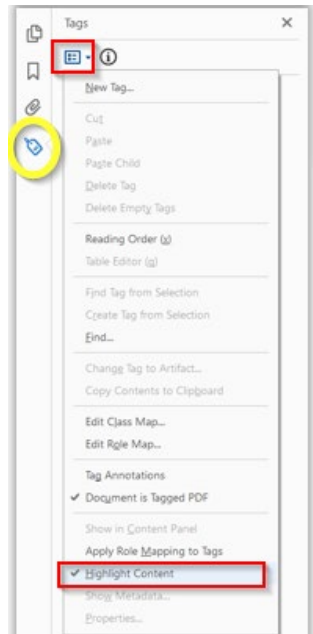 Tags
New Tag...
Cut
Paste
Paste Child
Delete Tag
Delete Empty Tags
Reading Order (x)
Table Editor (g)
Find Tag from Selection
Create Tag from Selection
Find...
Change Tag to Artifact...
Copy Contents to Clipboard
Edit Class Map...
Edit Role Map...
Tag Annotations
Document is Tagged PDF
Show in Content Panel
Apply Role Mapping to Tags
Highlight Content
Show Metadata...
Properties...